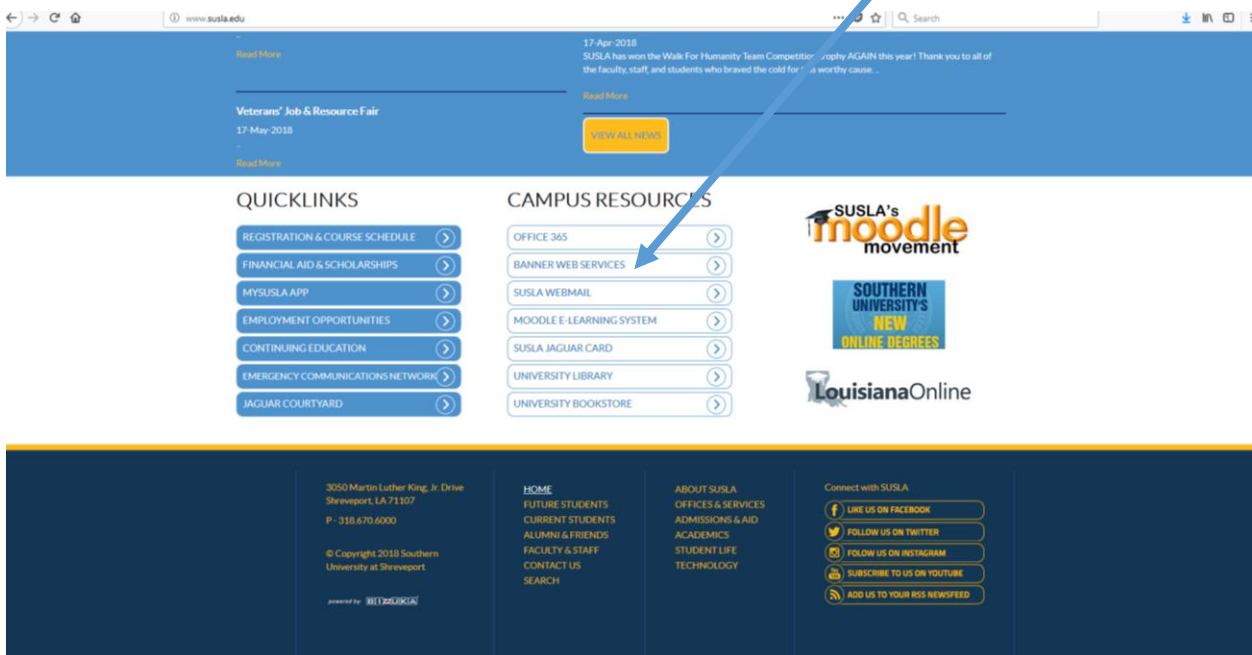 www.susla.edu
Search
-
Read More
Veterans' Job & Resource Fair
17-May-2018
-
Read More
17-Apr-2018
SUSLA has won the Walk For Humanity Team Competition Trophy AGAIN this year! Thank you to all of
the faculty, staff, and students who braved the cold for this worthy cause. ..
Read More
VIEW ALL NEWS
QUICKLINKS
REGISTRATION & COURSE SCHEDULE
FINANCIAL AID & SCHOLARSHIPS
MYSUSLA APP
EMPLOYMENT OPPORTUNITIES
CONTINUING EDUCATION
EMERGENCY COMMUNICATIONS NETWORK
JAGUAR COURTYARD
CAMPUS RESOURCES
OFFICE 365
BANNER WEB SERVICES
SUSLA WEBMAIL
MOODLE E-LEARNING SYSTEM
SUSLA JAGUAR CARD
UNIVERSITY LIBRARY
UNIVERSITY BOOKSTORE
SUSLA's
moodle
movement
SOUTHERN
UNIVERSITY'S
NEW
ONLINE DEGREES
LouisianaOnline
3050 Martin Luther King, Jr. Drive
Shreveport, LA 71107
P - 318.670.6000
© Copyright 2018 Southern
University at Shreveport
powered by
HOME
FUTURE STUDENTS
CURRENT STUDENTS
ALUMNI & FRIENDS
FACULTY & STAFF
CONTACT US
SEARCH
ABOUT SUSLA
OFFICES & SERVICES
ADMISSIONS & AID
ACADEMICS
STUDENT LIFE
TECHNOLOGY
Connect with SUSLA
LIKE US ON FACEBOOK
FOLLOW US ON TWITTER
FOLOW US ON INSTAGRAM
SUBSCRIBE TO US ON YOUTUBE
ADD US TO YOUR RSS NEWSFEED